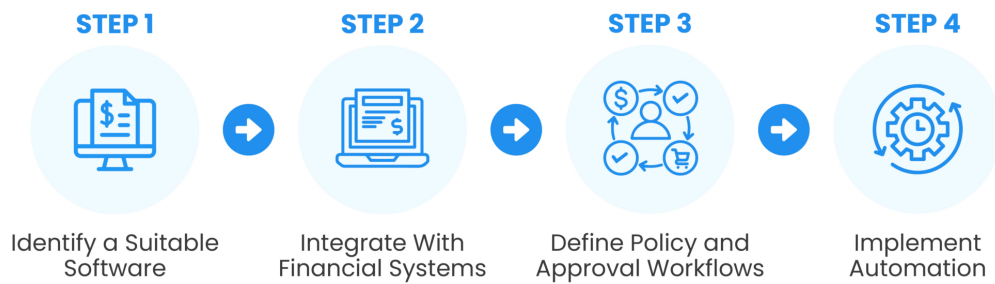 STEP 1
Identify a Suitable
Software
STEP 2
Integrate With
Financial Systems
STEP 3
Define Policy and
Approval Workflows
STEP 4
Implement
Automation